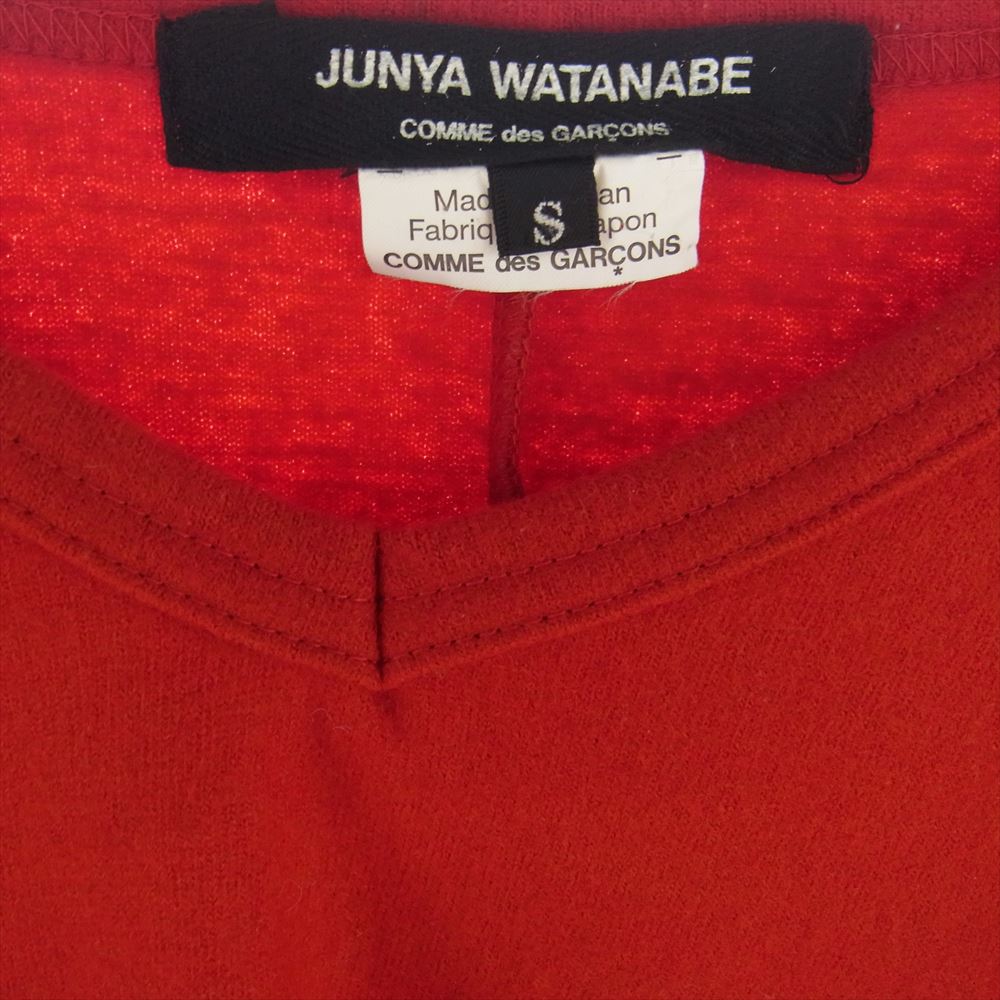 JUNYA WATANABE
COMME des GARÇONS
S
COMME des GARÇONS
*